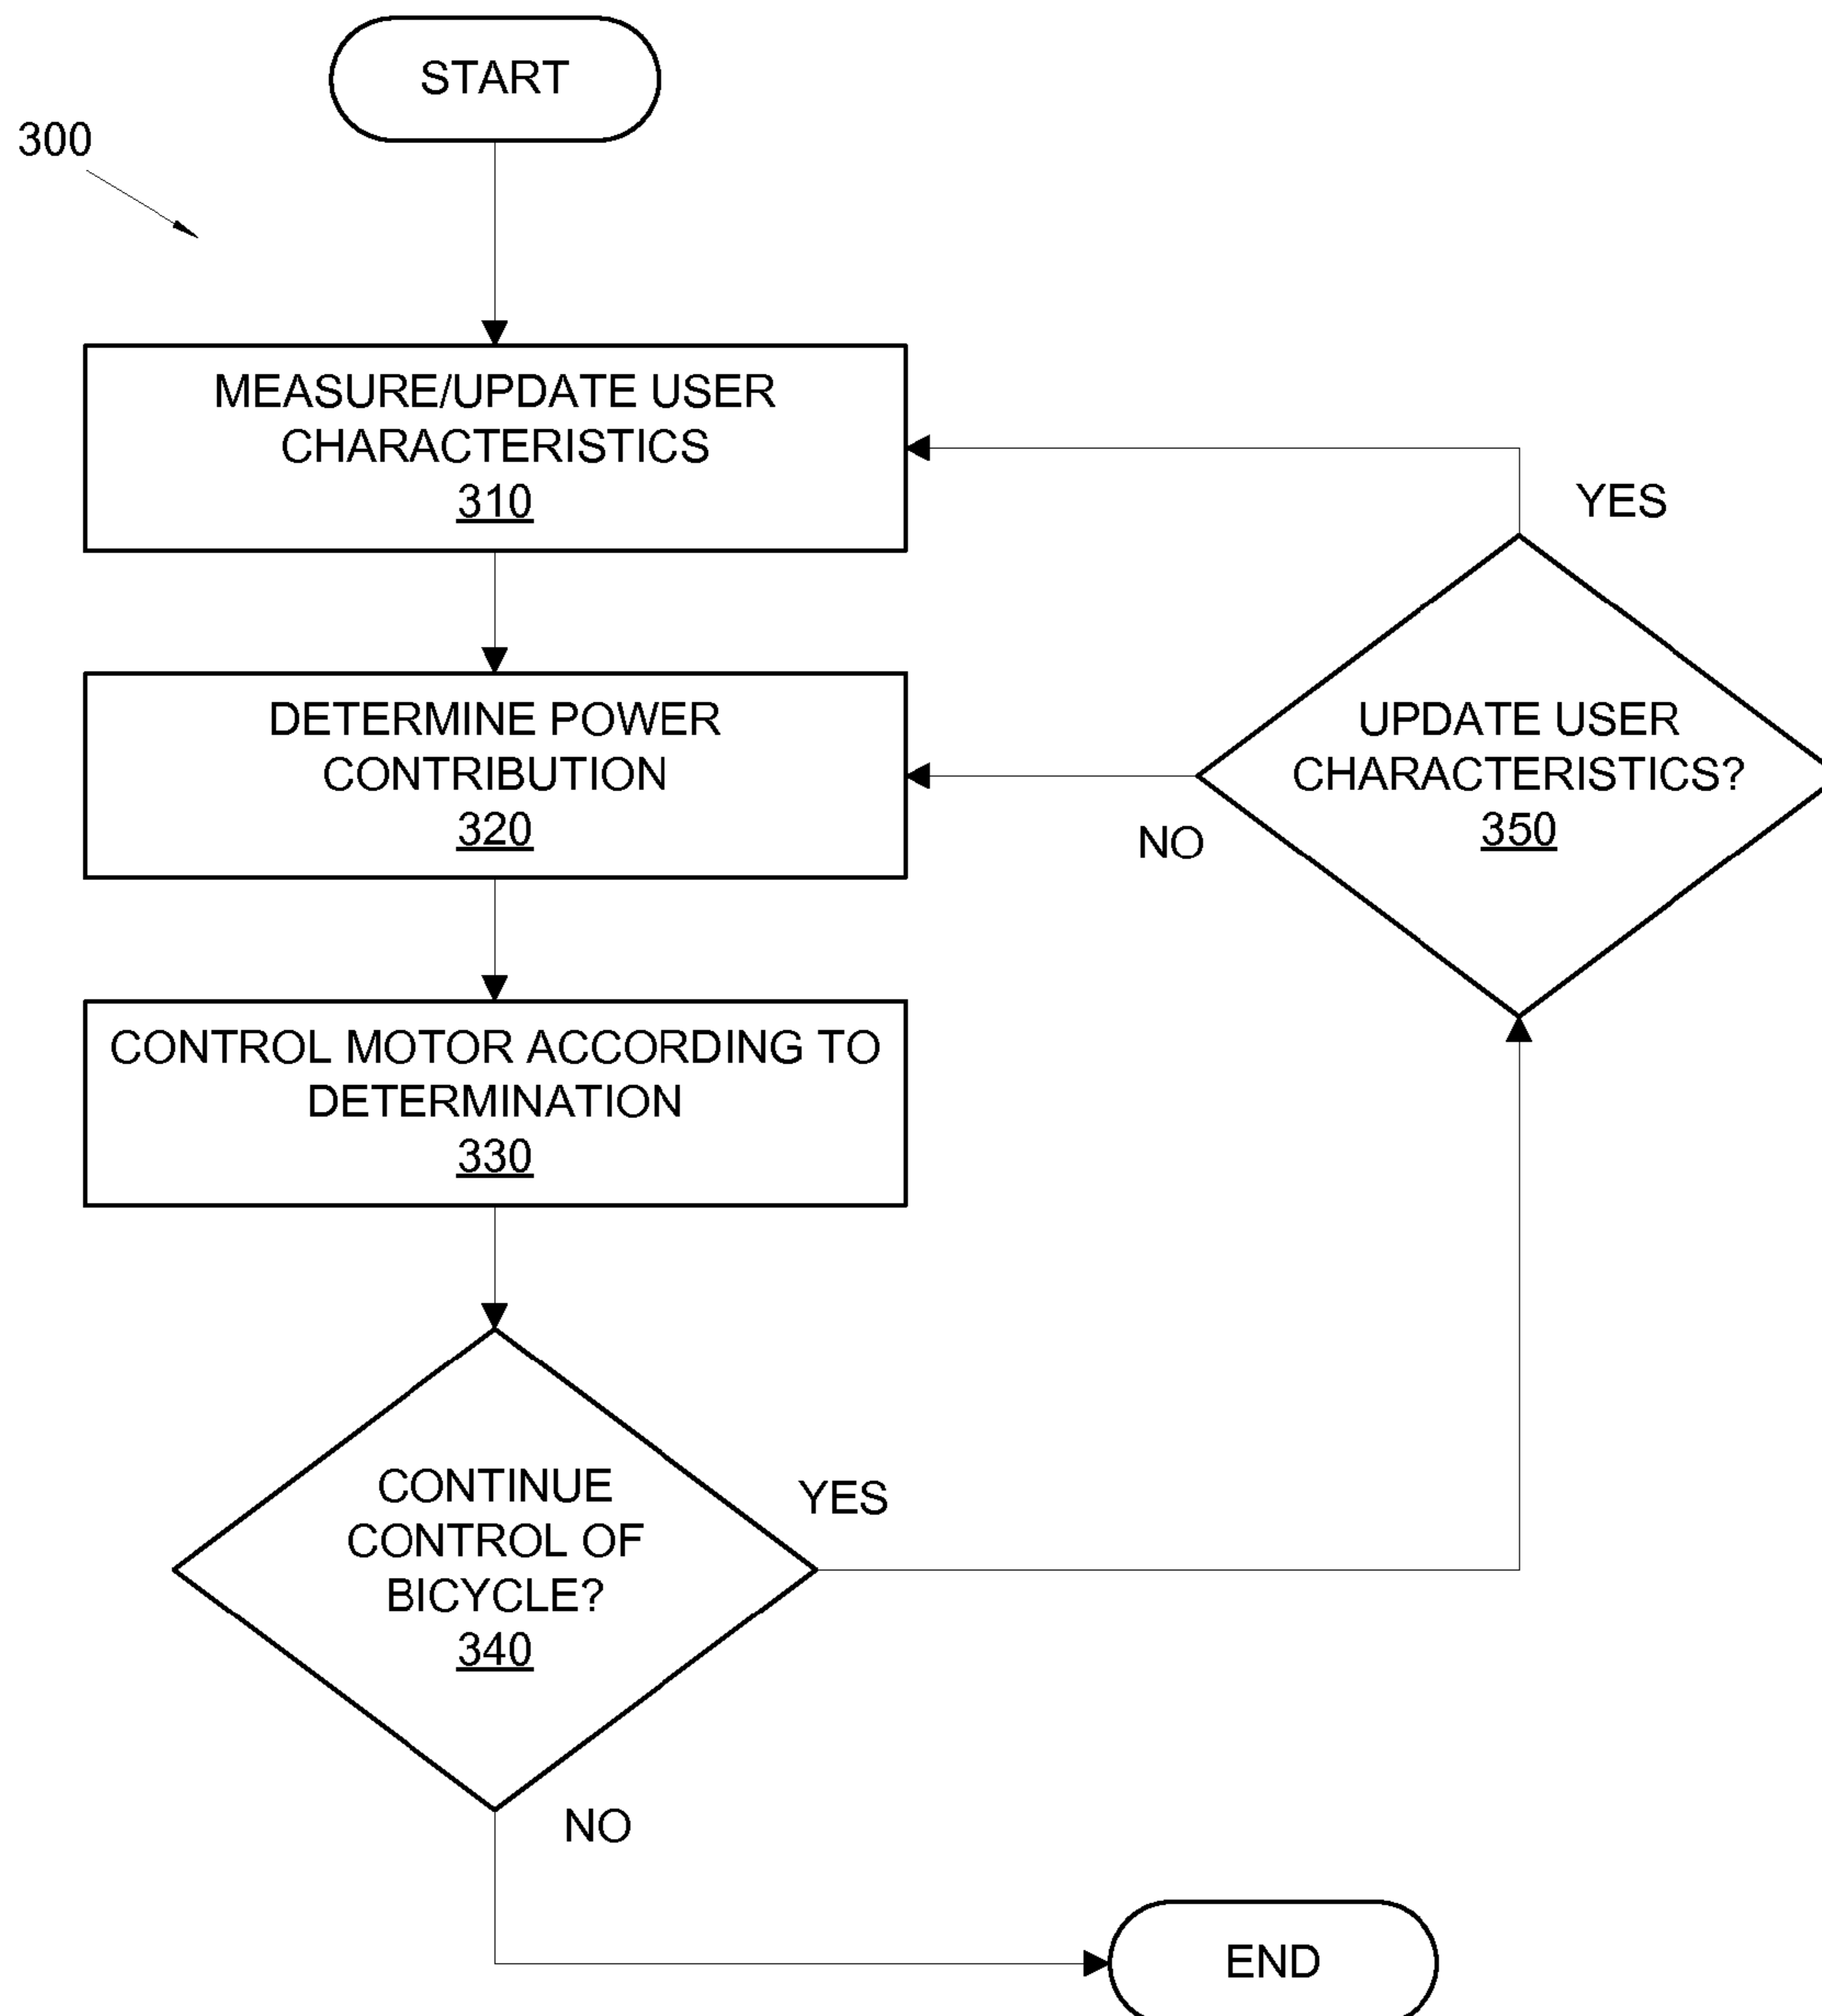 START
300
MEASURE/UPDATE USER
CHARACTERISTICS
310
YES
DETERMINE POWER
CONTRIBUTION
320
UPDATE USER
CHARACTERISTICS?
350
NO
CONTROL MOTOR ACCORDING TO
DETERMINATION
330
CONTINUE
CONTROL OF
BICYCLE?
340
YES
NO
END